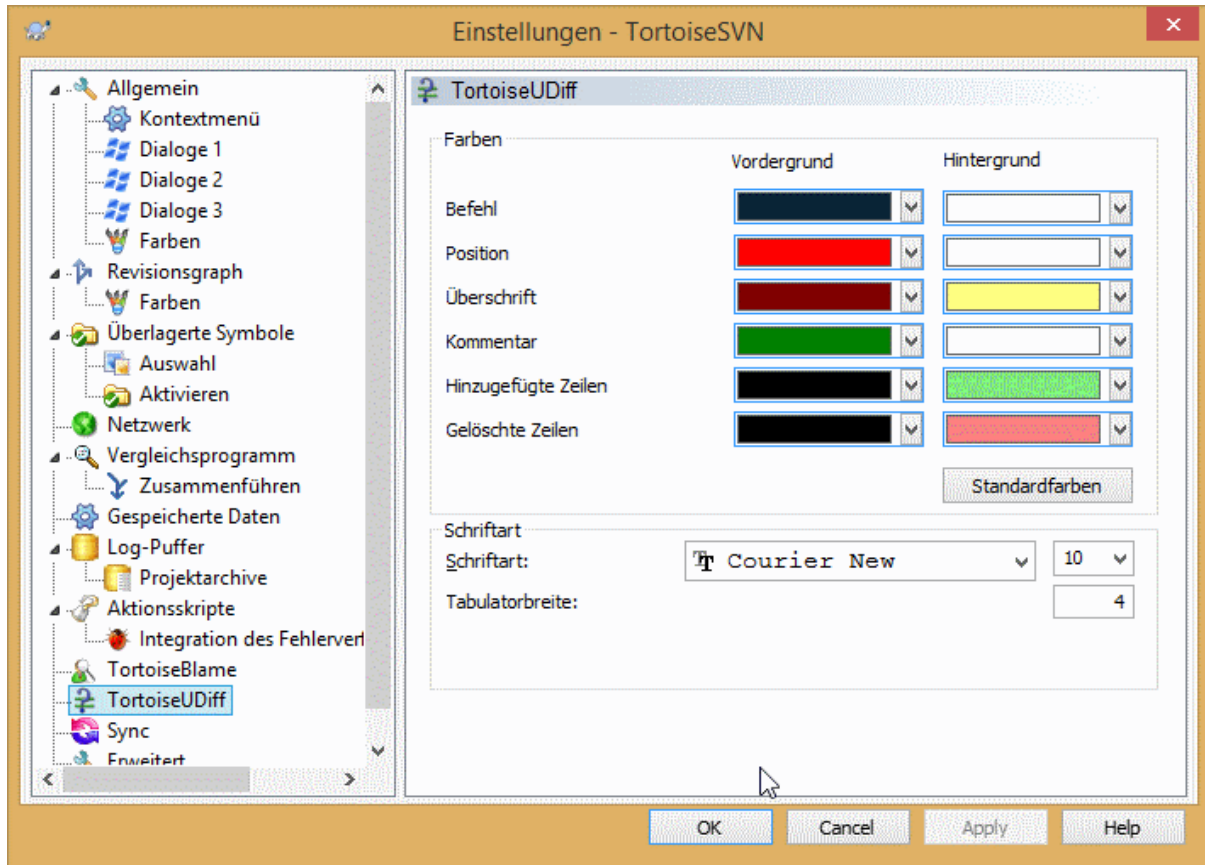 Einstellungen - TortoiseSVN
Allgemein
Kontextmenü
Dialoge 1
Dialoge 2
Dialoge 3
Farben
Revisionsgraph
Farben
Überlagerte Symbole
Auswahl
Aktivieren
Netzwerk
Vergleichsprogramm
Zusammenführen
Gespeicherte Daten
Log-Puffer
Projektarchive
Aktionsskripte
Integration des Fehlervert
TortoiseBlame
TortoiseUDiff
Sync
Erweitert
TortoiseUDiff
Farben
Vordergrund Hintergrund
Befehl
Position
Überschrift
Kommentar
Hinzugefügte Zeilen
Gelöschte Zeilen
Standardfarben
Schriftart
Schriftart: Courier New 10
Tabulatorbreite: 4
OK Cancel Apply Help